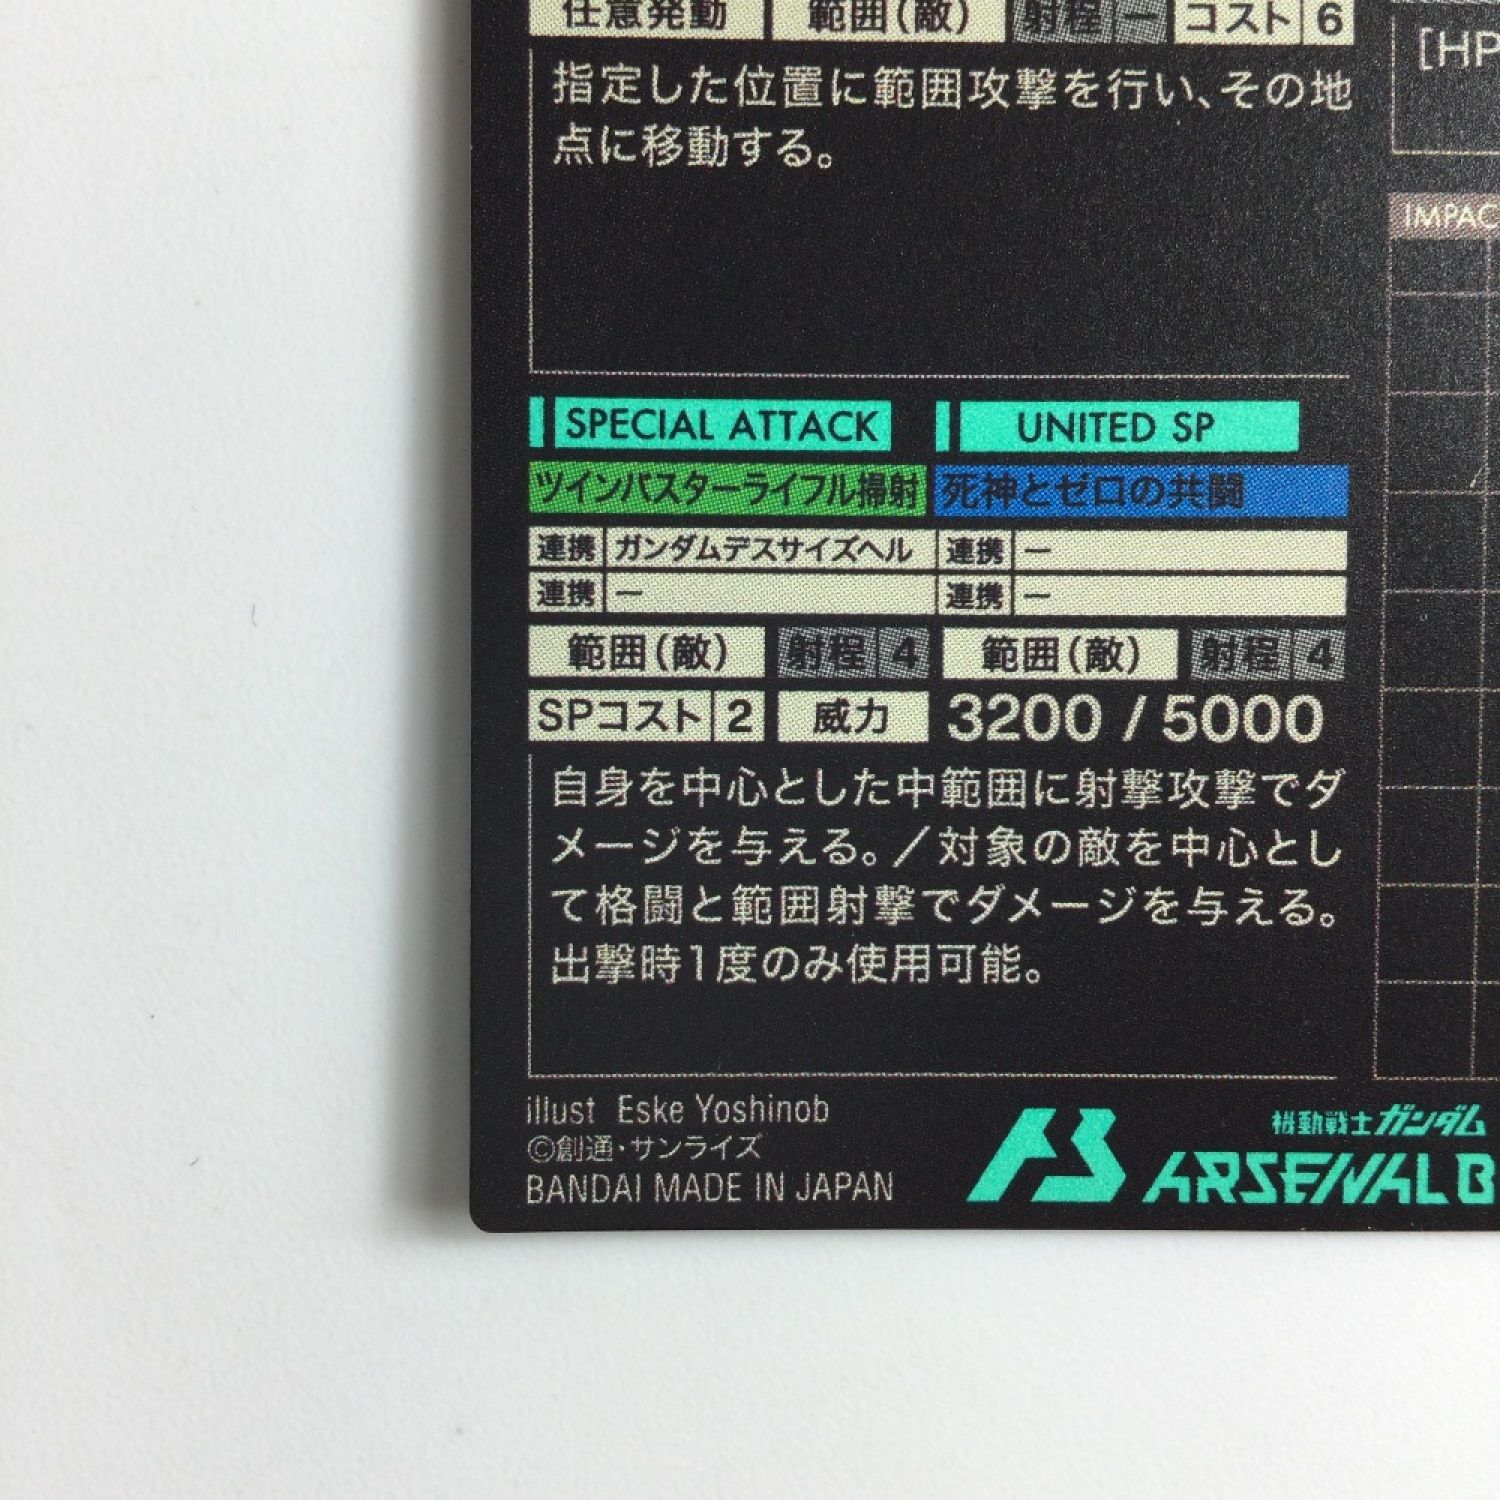 任意発動 範囲(敵) 射程 － コスト 6
指定した位置に範囲攻撃を行い、その地
点に移動する。
[HP
IMPAC
SPECIAL ATTACK UNITED SP
ツインバスターライフル掃射 死神とゼロの共闘
連携 ガンダムデスサイズヘル 連携 －
連携 － 連携 －
範囲(敵) 射程 4 範囲(敵) 射程 4
SPコスト 2 威力 3200 / 5000
自身を中心とした中範囲に射撃攻撃でダ
メージを与える。／対象の敵を中心とし
て格闘と範囲射撃でダメージを与える。
出撃時1度のみ使用可能。
illust Eske Yoshinob
©創通・サンライズ
BANDAI MADE IN JAPAN
機動戦士ガンダム
ARSENAL B